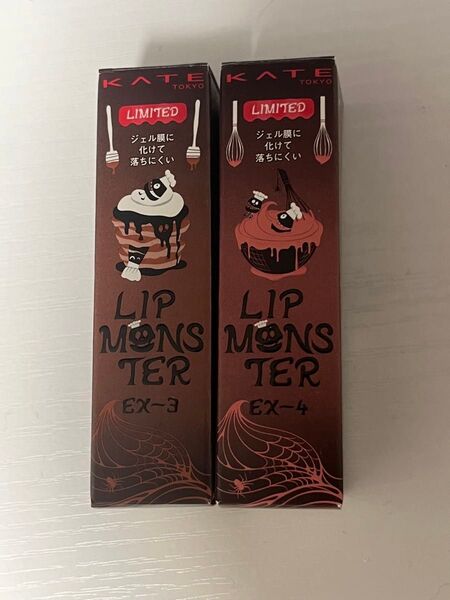 KATE
TOKYO
LIMITED
ジェル膜に
化けて
落ちにくい
LIP
MONS
TER
EX-3
KATE
TOKYO
LIMITED
ジェル膜に
化けて
落ちにくい
LIP
MONS
TER
EX-4